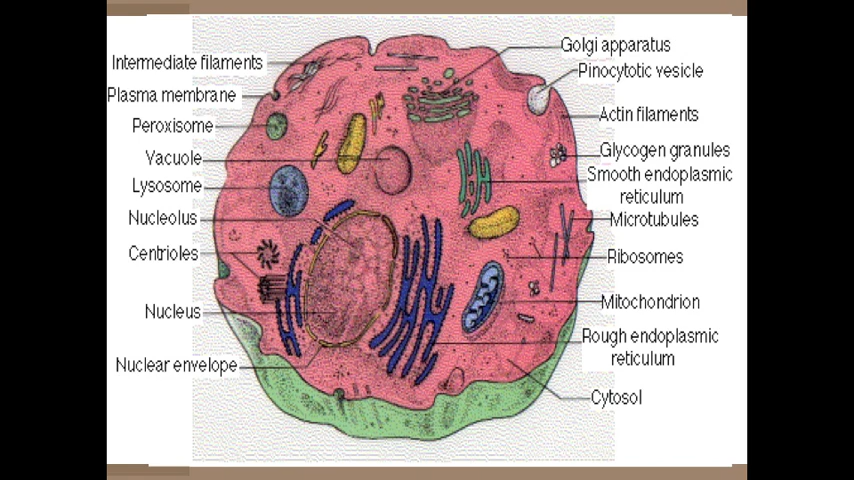 Intermediate filaments
Plasma membrane
Peroxisome
Vacuole
Lysosome
Nucleolus
Centrioles
Nucleus
Nuclear envelope
Golgi apparatus
Pinocytotic vesicle
Actin filaments
Glycogen granules
Smooth endoplasmic
reticulum
Microtubules
Ribosomes
Mitochondrion
Rough endoplasmic
reticulum
Cytosol